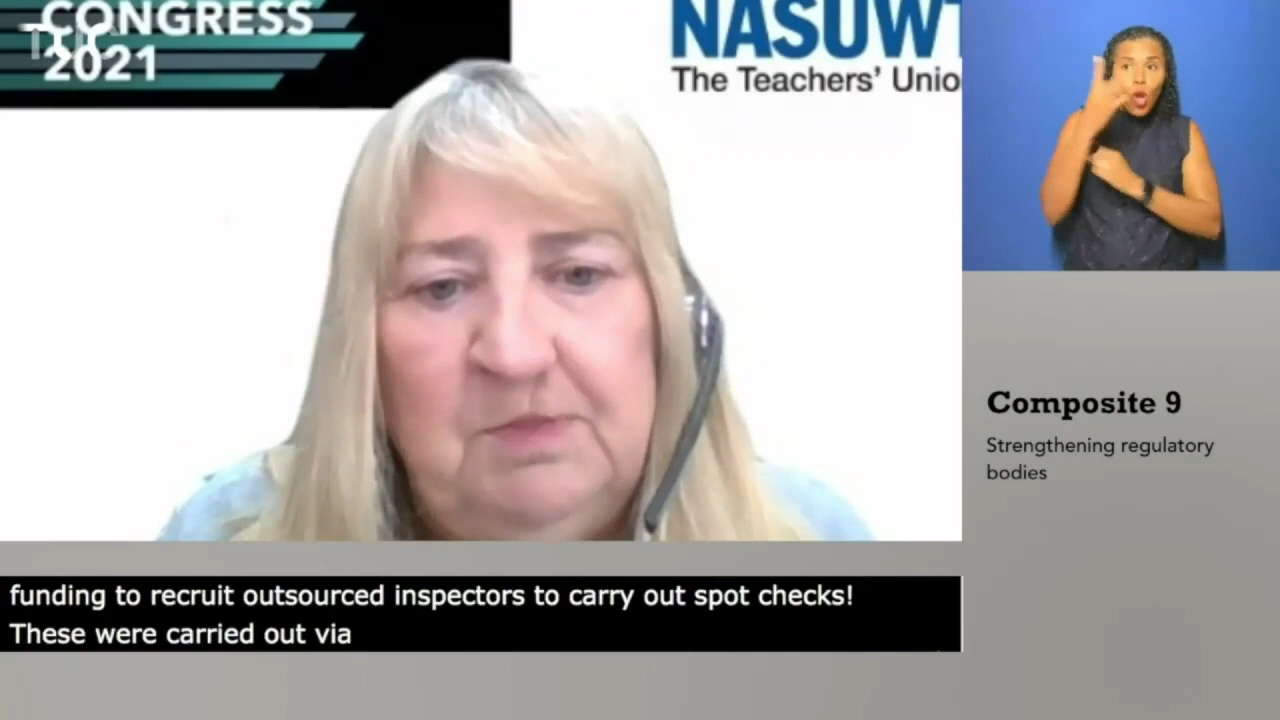 CONGRESS
2021
NASUWT
The Teachers' Unio
Composite 9
Strengthening regulatory
bodies
funding to recruit outsourced inspectors to carry out spot checks!
These were carried out via